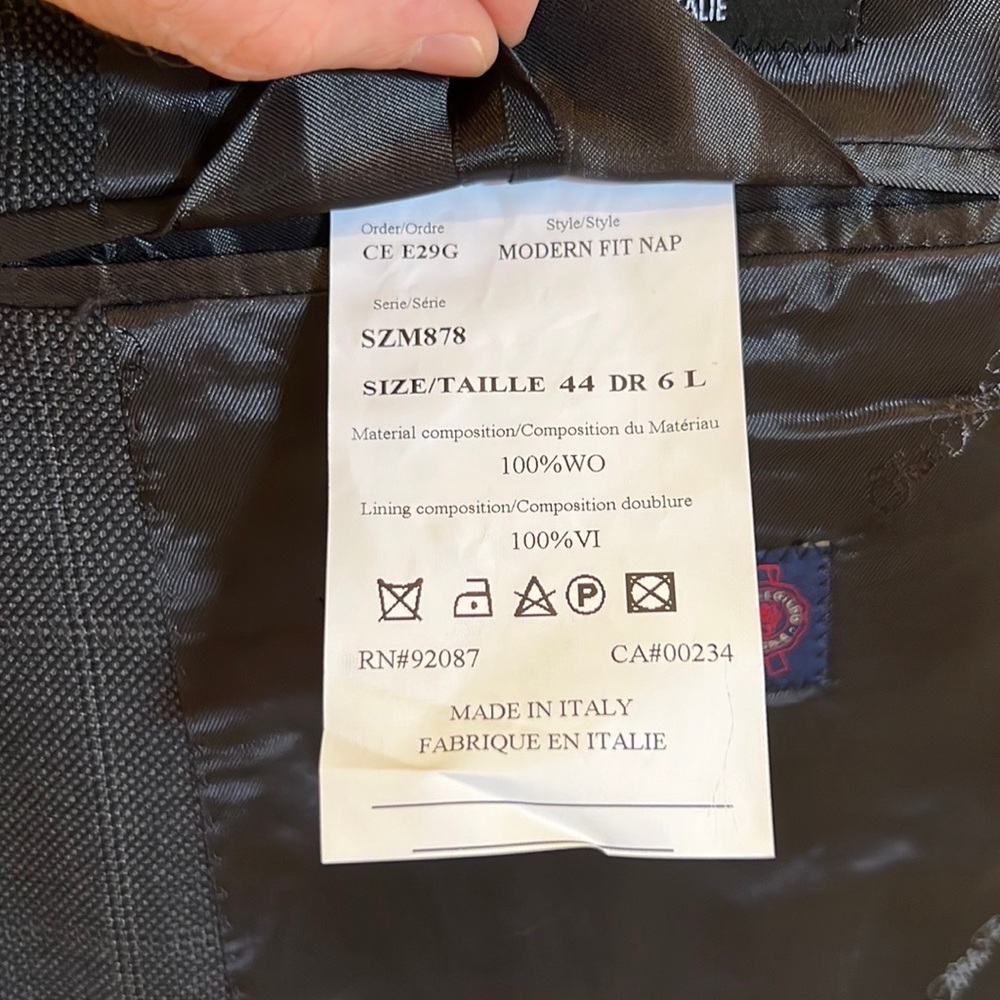 ALIE
Order/Ordre Style/Style
CE E29G MODERN FIT NAP
Serie/Série
SZM878
SIZE/TAILLE 44 DR 6 L
Material composition/Composition du Matériau
100%WO
Lining composition/Composition doublure
100%VI
P
RN#92087 CA#00234
MADE IN ITALY
FABRIQUE EN ITALIE